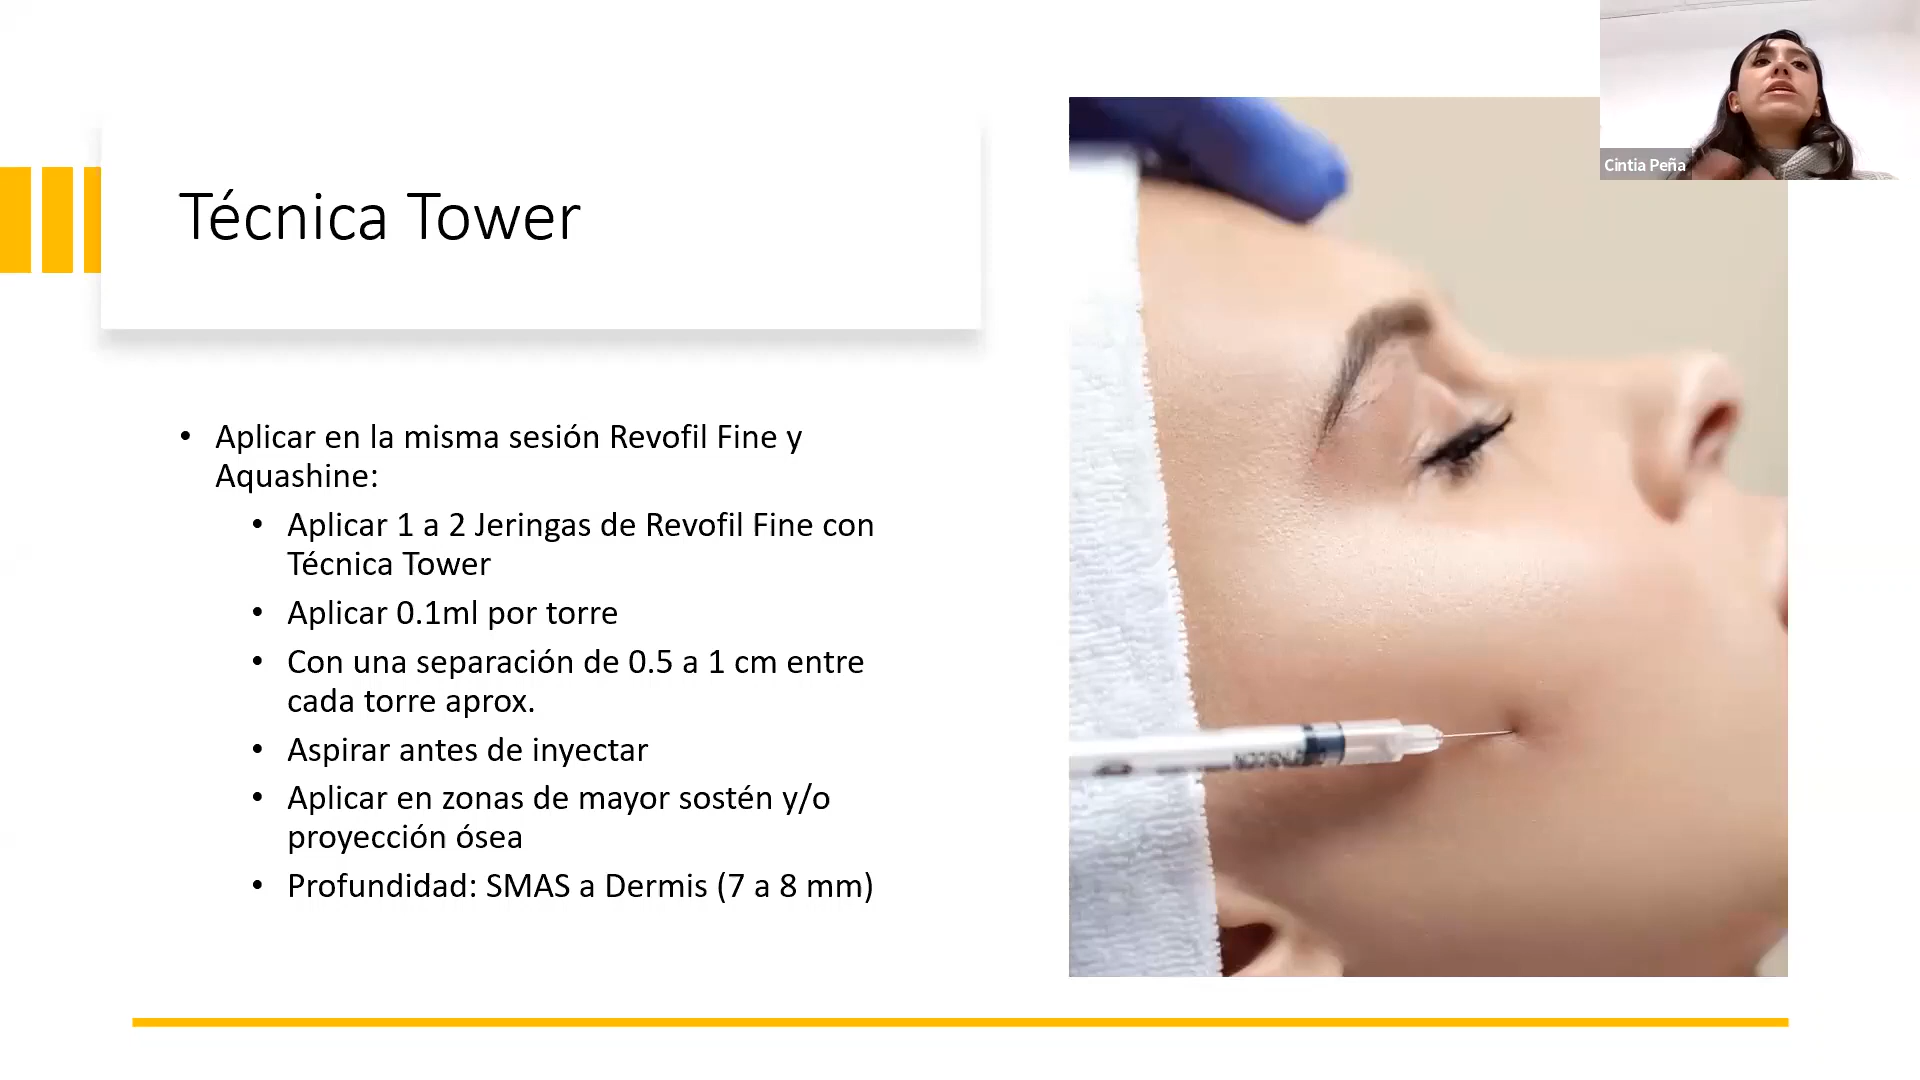 Cintia Peña
Técnica Tower
• Aplicar en la misma sesión Revofil Fine y
Aquashine:
• Aplicar 1 a 2 Jeringas de Revofil Fine con
Técnica Tower
• Aplicar 0.1ml por torre
• Con una separación de 0.5 a 1 cm entre
cada torre aprox.
• Aspirar antes de inyectar
• Aplicar en zonas de mayor sostén y/o
proyección ósea
• Profundidad: SMAS a Dermis (7 a 8 mm)